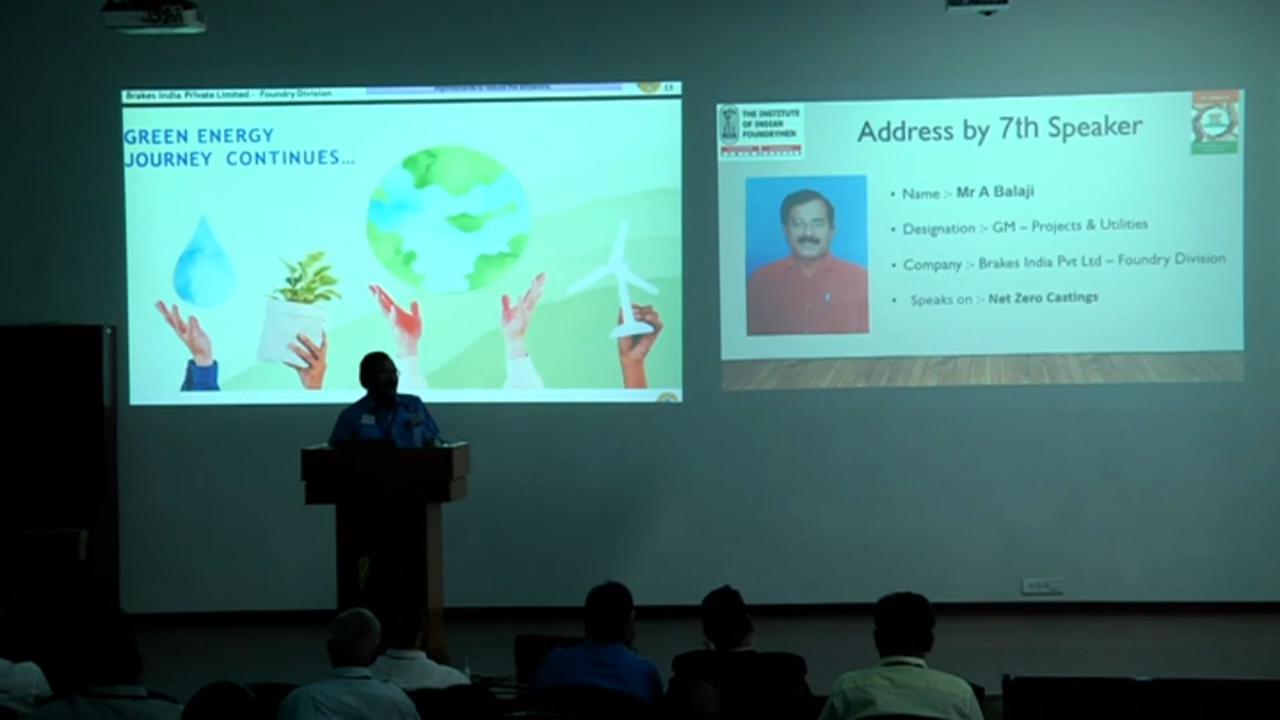 Brakes India Private Limited - Foundry Division
13
GREEN ENERGY
JOURNEY CONTINUES...
THE INSTITUTE
OF INDIAN
FOUNDRYMEN
Address by 7th Speaker
• Name :- Mr A Balaji
• Designation :- GM – Projects & Utilities
• Company :- Brakes India Pvt Ltd – Foundry Division
• Speaks on :- Net Zero Castings